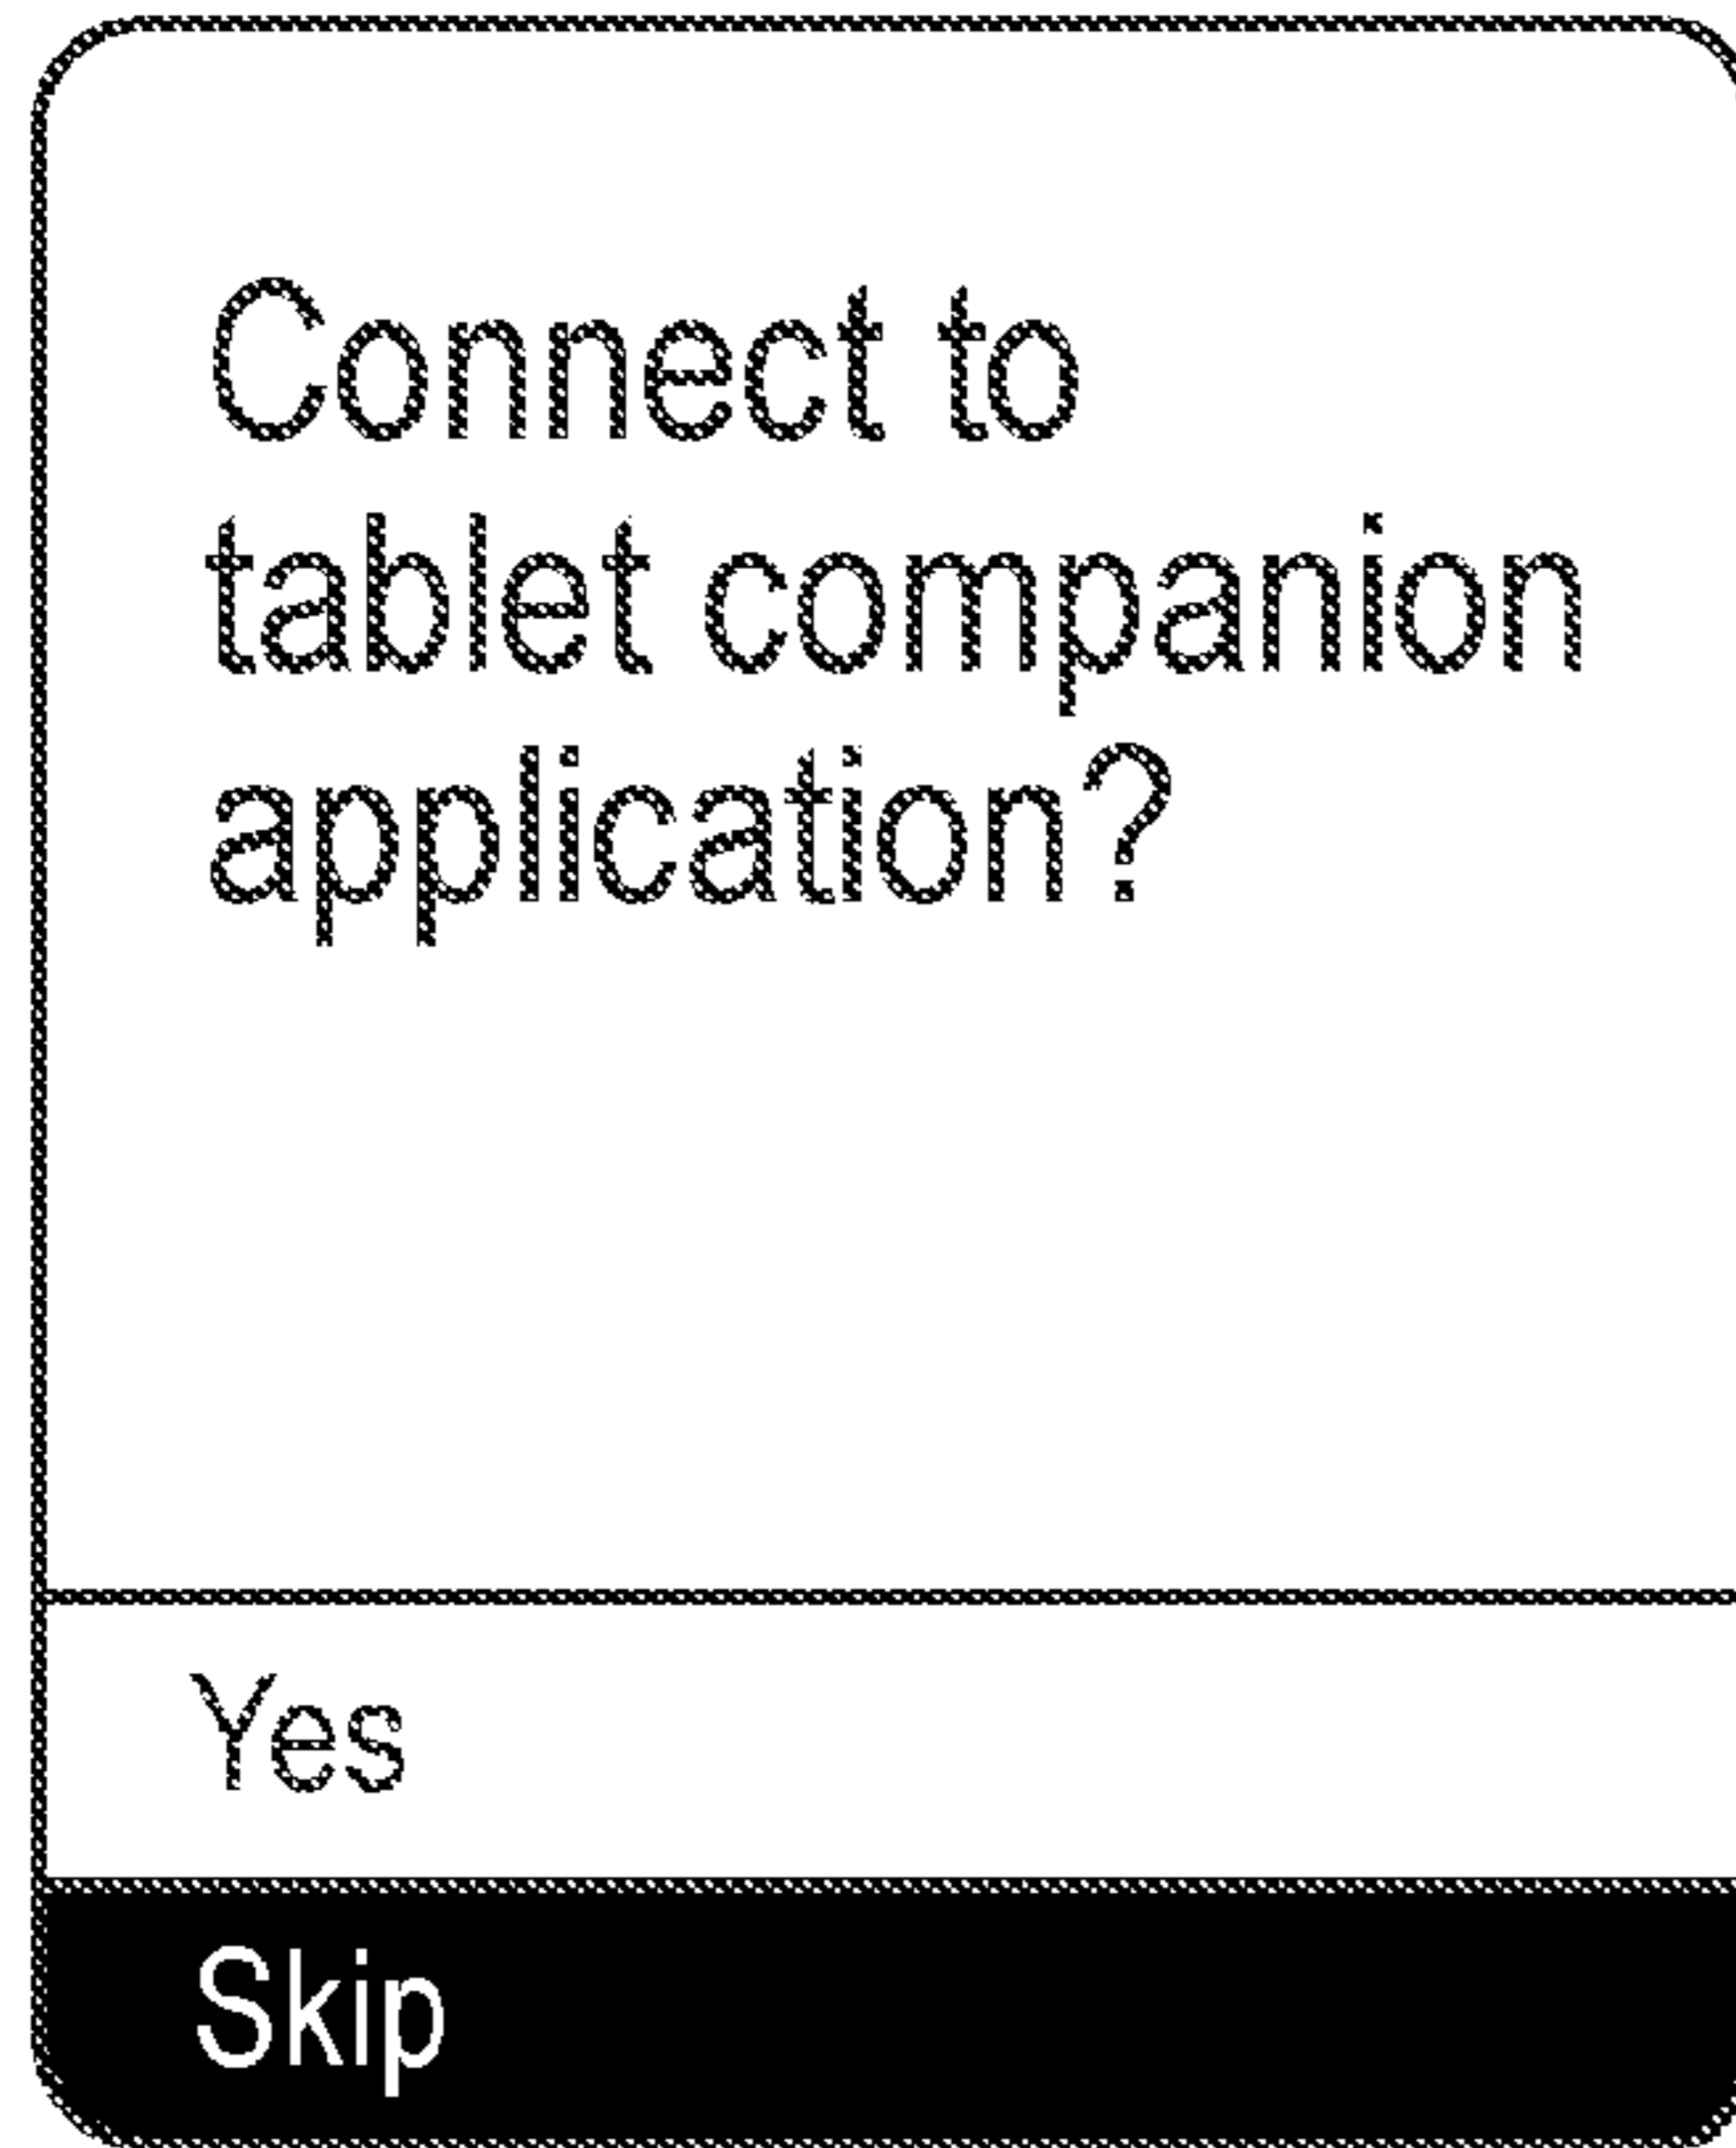 Connect to
tablet companion
application?
Yes
Skip